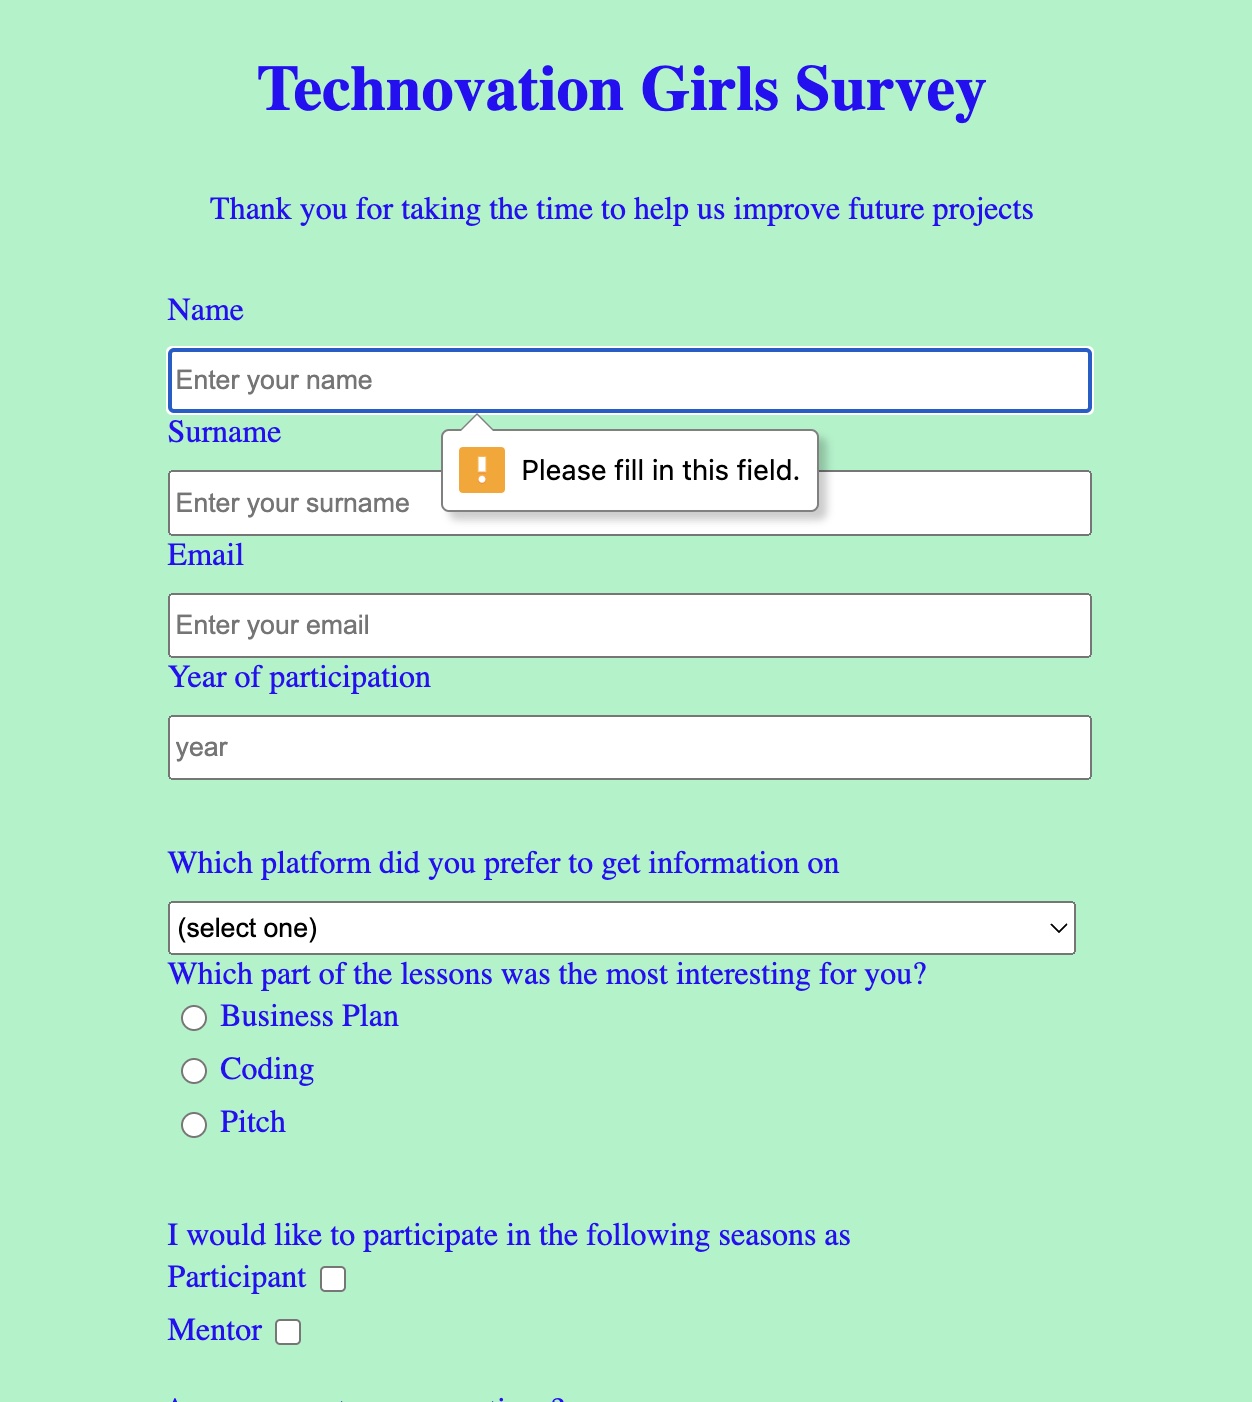 Technovation Girls Survey
Thank you for taking the time to help us improve future projects
Name
Enter your name
Surname
Please fill in this field.
Enter your surname
Email
Enter your email
Year of participation
year
Which platform did you prefer to get information on
(select one)
Which part of the lessons was the most interesting for you?
Business Plan
Coding
Pitch
I would like to participate in the following seasons as
Participant
Mentor